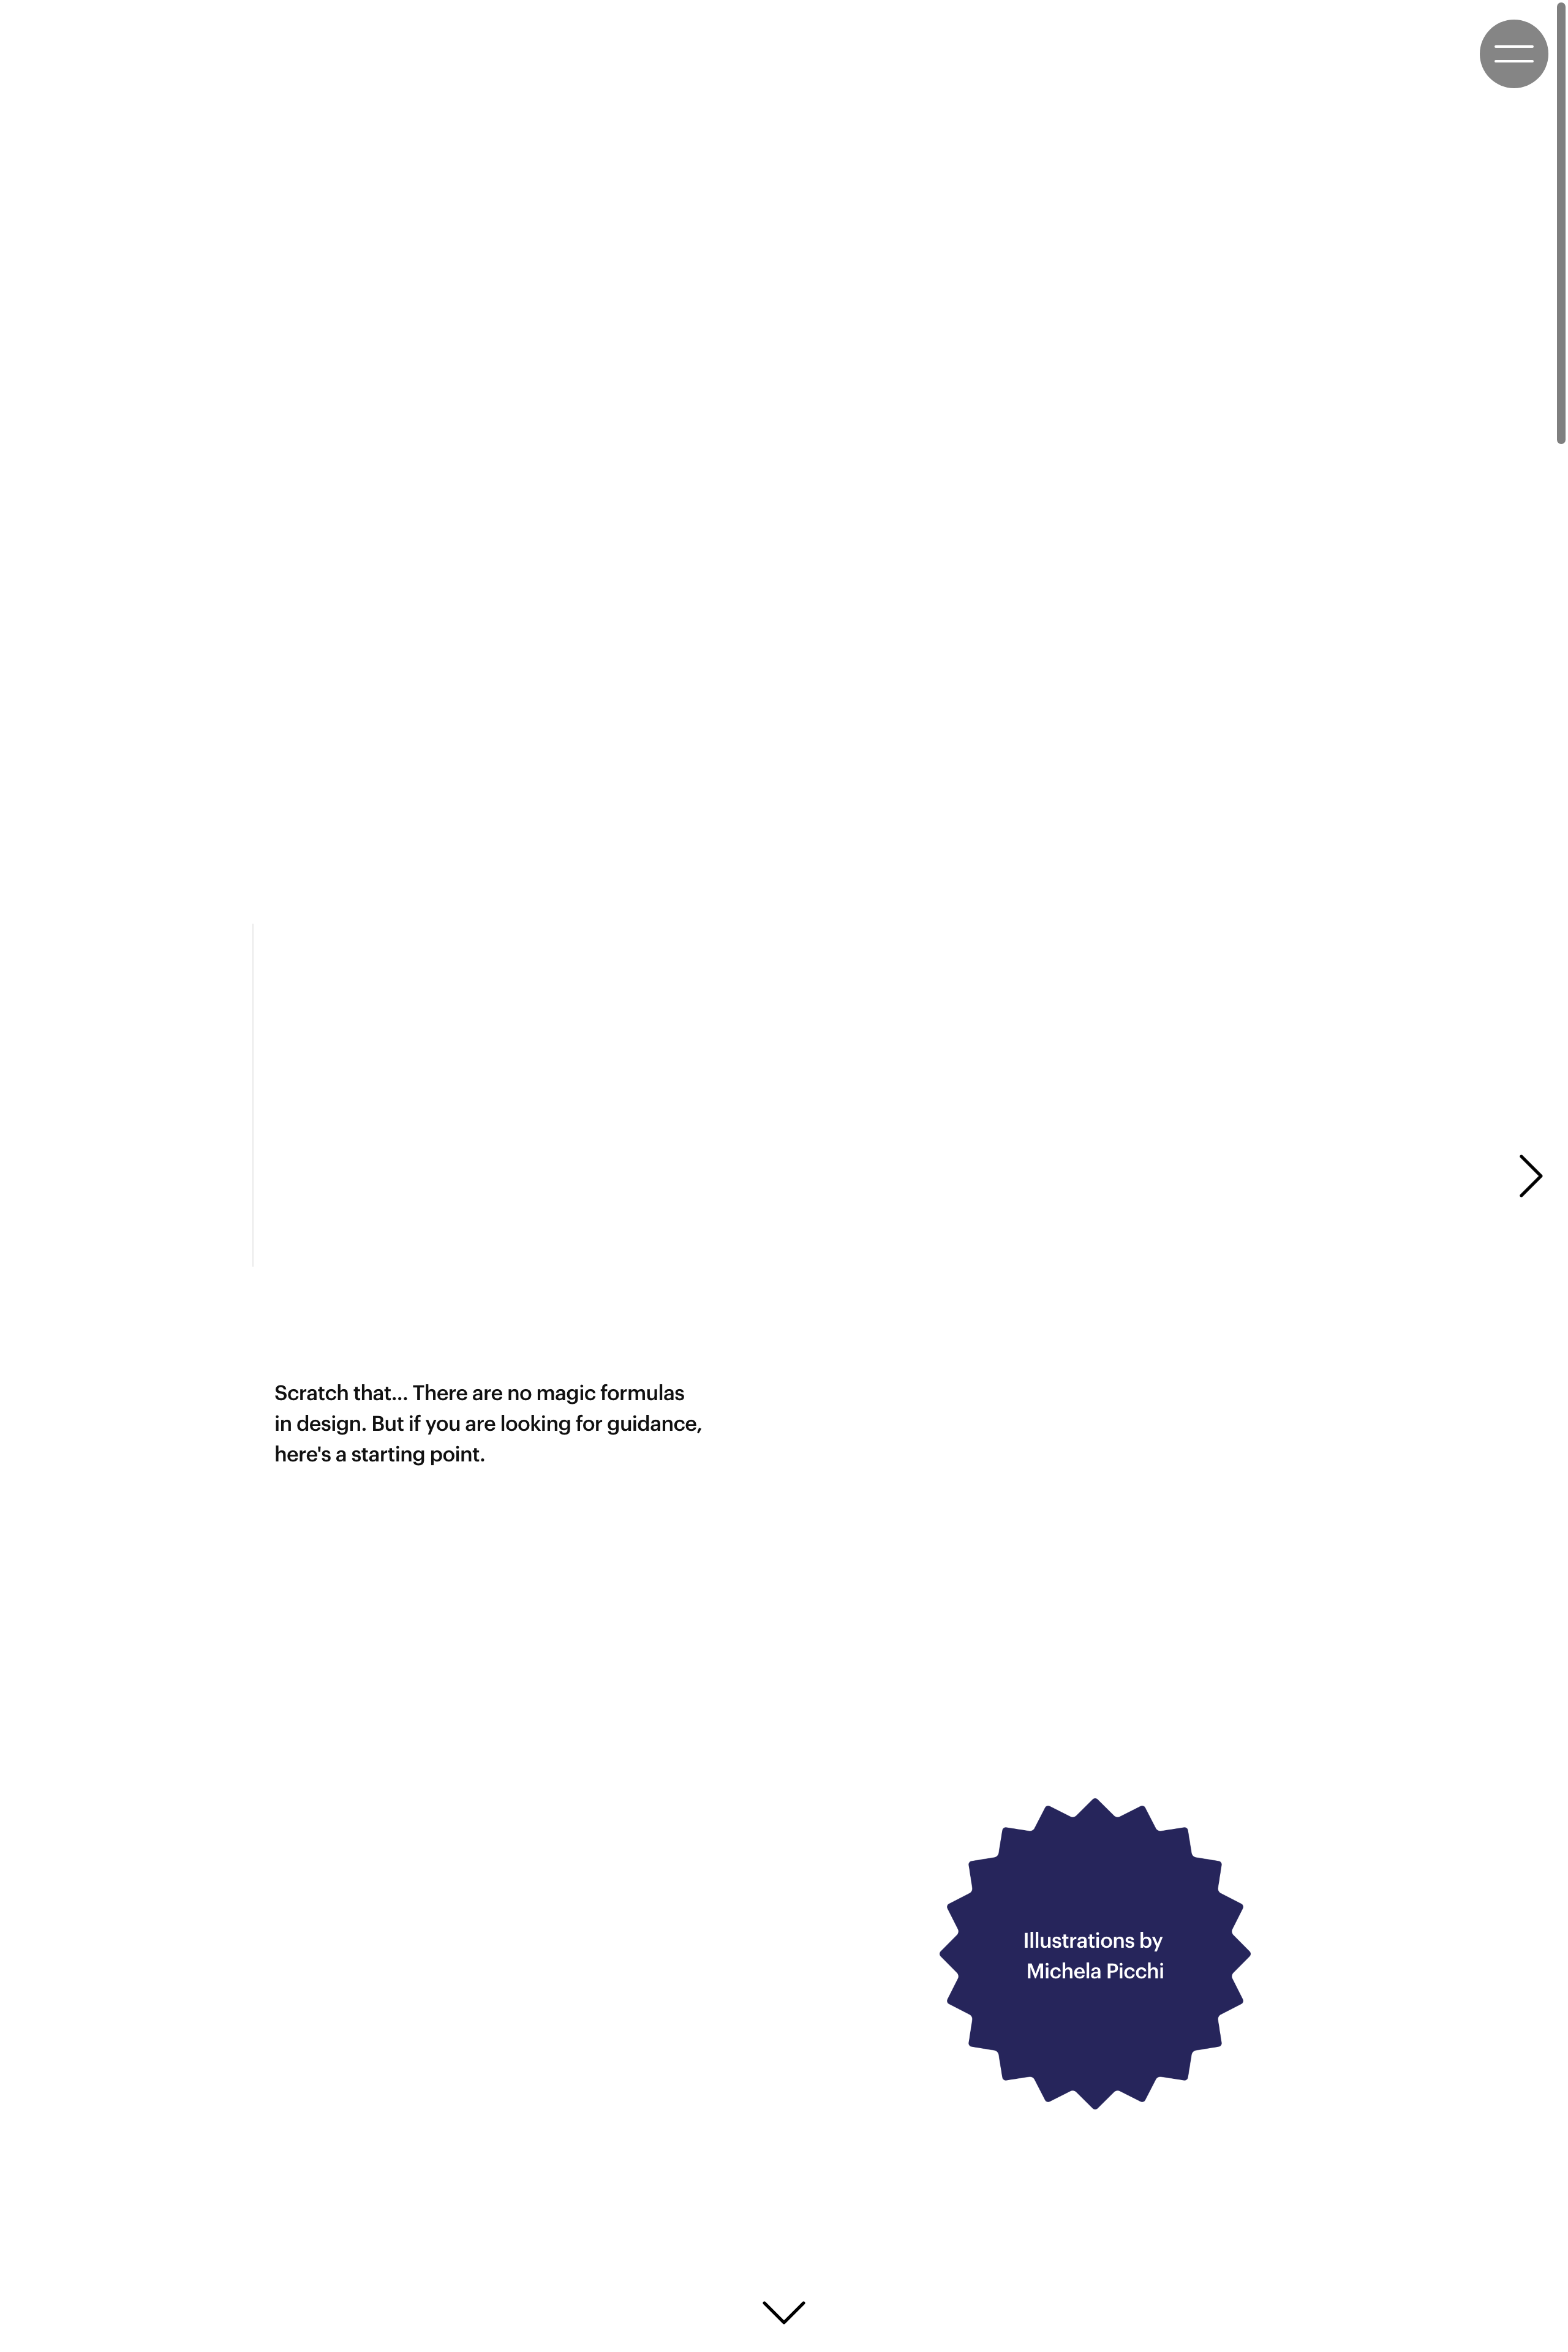 Scratch that... There are no magic formulas
in design. But if you are looking for guidance,
here's a starting point.
Illustrations by
Michela Picchi